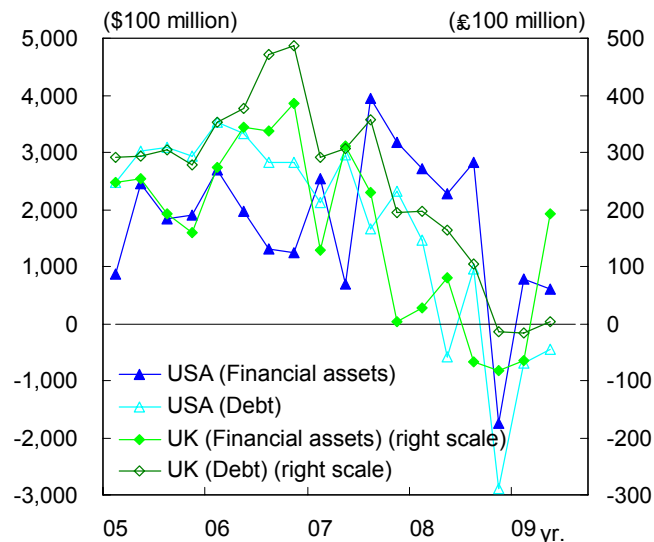 ($100 million) (₤100 million)
5,000 500
4,000 400
3,000 300
2,000 200
1,000 100
0 0
-1,000 -100
-2,000 -200
-3,000 -300
USA (Financial assets)
USA (Debt)
UK (Financial assets) (right scale)
UK (Debt) (right scale)
05 06 07 08 09 yr.